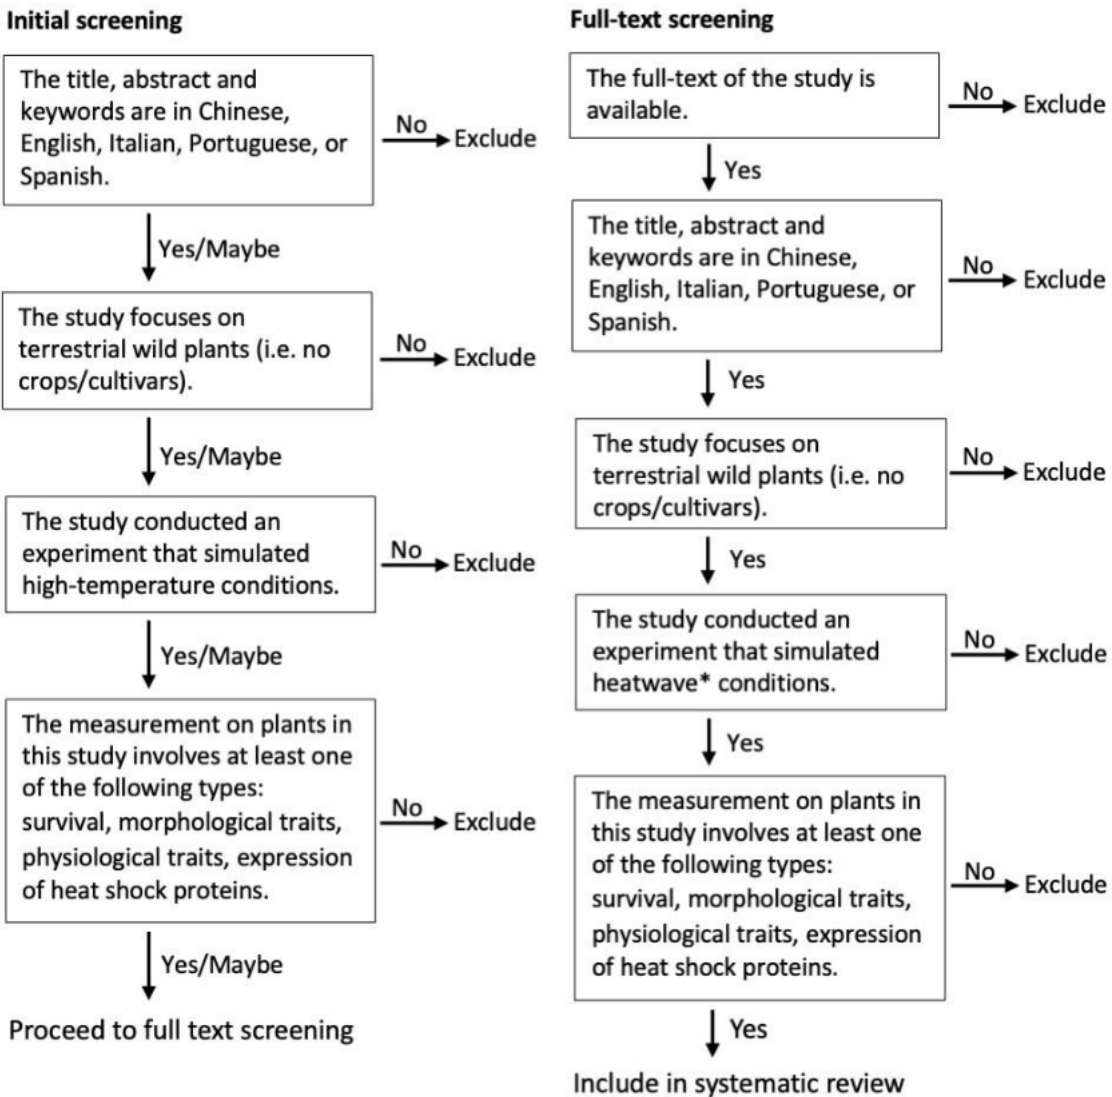 Initial screening
The title, abstract and
keywords are in Chinese,
English, Italian, Portuguese, or
Spanish.
No
Exclude
Yes/Maybe
The study focuses on
terrestrial wild plants (i.e. no
crops/cultivars).
No
Exclude
Yes/Maybe
The study conducted an
experiment that simulated
high-temperature conditions.
No
Exclude
Yes/Maybe
The measurement on plants in
this study involves at least one
of the following types:
survival, morphological traits,
physiological traits, expression
of heat shock proteins.
No
Exclude
Yes/Maybe
Proceed to full text screening
Full-text screening
The full-text of the study is
available.
No
Exclude
Yes
The title, abstract and
keywords are in Chinese,
English, Italian, Portuguese, or
Spanish.
No
Exclude
Yes
The study focuses on
terrestrial wild plants (i.e. no
crops/cultivars).
No
Exclude
Yes
The study conducted an
experiment that simulated
heatwave* conditions.
No
Exclude
Yes
The measurement on plants in
this study involves at least one
of the following types:
survival, morphological traits,
physiological traits, expression
of heat shock proteins.
No
Exclude
Yes
Include in systematic review